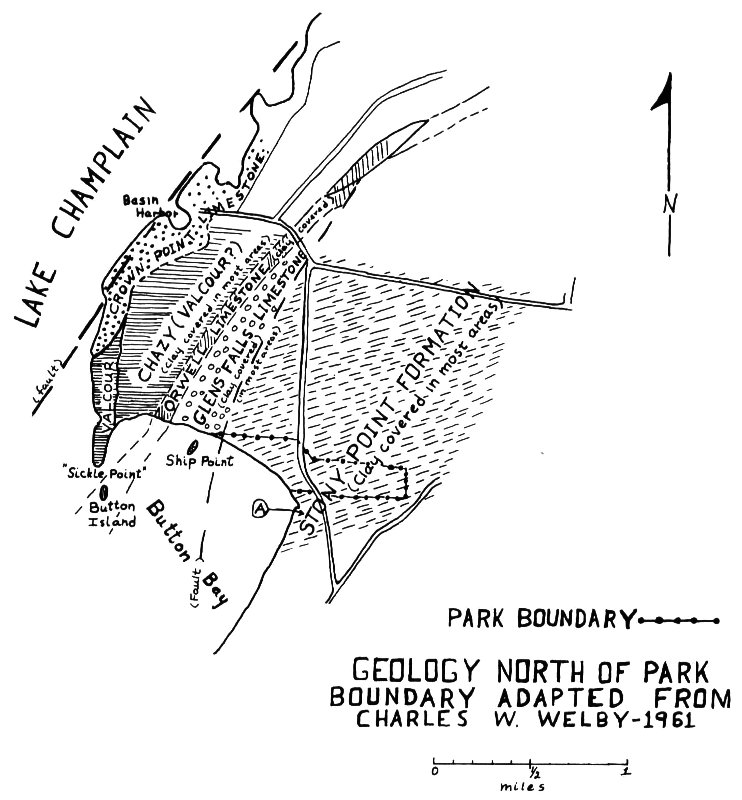 LAKE CHAMPLAIN
Basin
Harbor
CROWN POINT LIMESTONE
N
(Fault)
VALCOUR
CHAZY (VALCOUR?)
(clay covered in most areas)
ORWELL LIMESTONE
GLENS FALLS LIMESTONE
(clay covered)
(clay covered
in most areas)
STONY POINT FORMATION
(clay covered in most areas)
"Sickle Point"
Ship Point
Button
Island
A
Button
Bay
(Fault)
PARK BOUNDARY
GEOLOGY NORTH OF PARK
BOUNDARY ADAPTED FROM
CHARLES W. WELBY-1961
0 ½ 1
miles